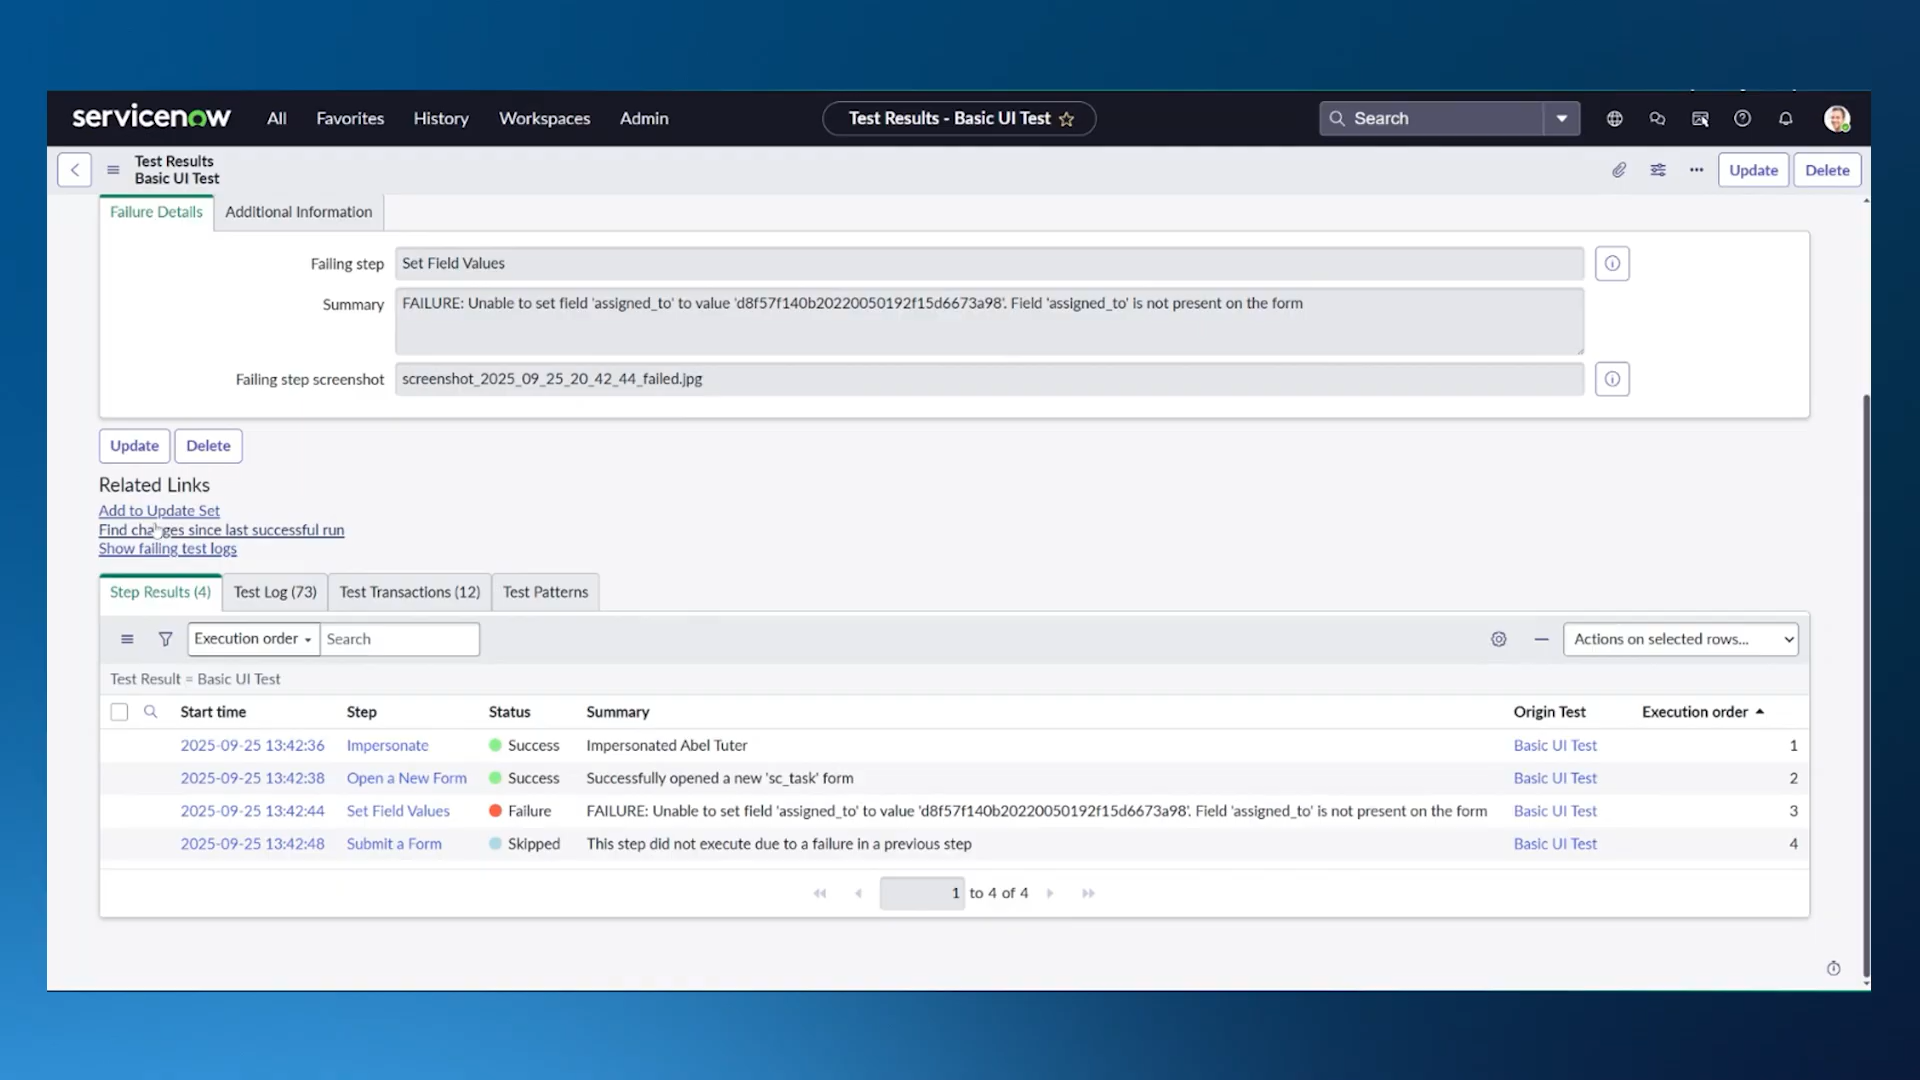 servicenow All Favorites History Workspaces Admin Test Results - Basic UI Test Search
Test Results
Basic UI Test
Update Delete
Failure Details Additional Information
Failing step Set Field Values
Summary FAILURE: Unable to set field 'assigned_to' to value 'd8f57f140b20220050192f15d6673a98'. Field 'assigned_to' is not present on the form
Failing step screenshot screenshot_2025_09_25_20_42_44_failed.jpg
Update Delete
Related Links
Add to Update Set
Find changes since last successful run
Show failing test logs
Step Results (4) Test Log (73) Test Transactions (12) Test Patterns
Execution order Search Actions on selected rows...
Test Result = Basic UI Test
Start time Step Status Summary Origin Test Execution order
2025-09-25 13:42:36 Impersonate Success Impersonated Abel Tuter Basic UI Test 1
2025-09-25 13:42:38 Open a New Form Success Successfully opened a new 'sc_task' form Basic UI Test 2
2025-09-25 13:42:44 Set Field Values Failure FAILURE: Unable to set field 'assigned_to' to value 'd8f57f140b20220050192f15d6673a98'. Field 'assigned_to' is not present on the form Basic UI Test 3
2025-09-25 13:42:48 Submit a Form Skipped This step did not execute due to a failure in a previous step Basic UI Test 4
1 to 4 of 4